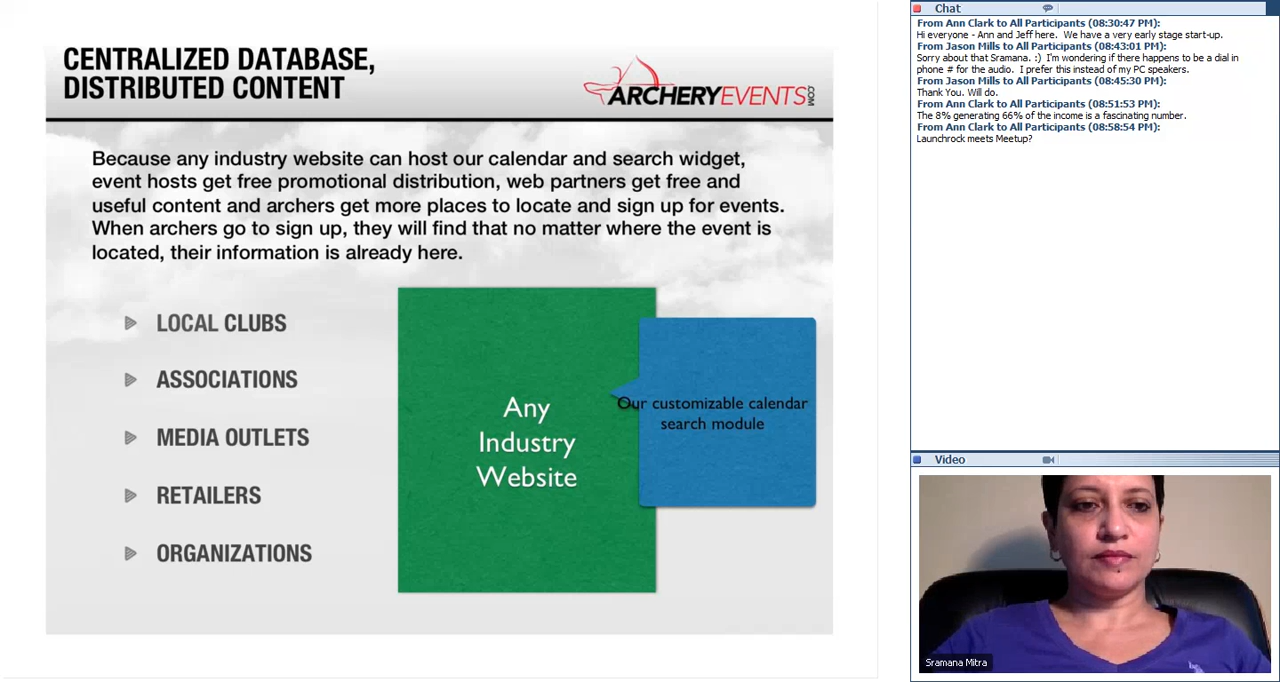 CENTRALIZED DATABASE,
DISTRIBUTED CONTENT
ARCHERYEVENTS.COM
Because any industry website can host our calendar and search widget,
event hosts get free promotional distribution, web partners get free and
useful content and archers get more places to locate and sign up for events.
When archers go to sign up, they will find that no matter where the event is
located, their information is already here.
LOCAL CLUBS
ASSOCIATIONS
MEDIA OUTLETS
RETAILERS
ORGANIZATIONS
Any
Industry
Website
Our customizable calendar
search module
Chat
From Ann Clark to All Participants (08:30:47 PM):
Hi everyone - Ann and Jeff here. We have a very early stage start-up.
From Jason Mills to All Participants (08:43:01 PM):
Sorry about that Sramana. :) I'm wondering if there happens to be a dial in
phone # for the audio. I prefer this instead of my PC speakers.
From Jason Mills to All Participants (08:45:30 PM):
Thank You. Will do.
From Ann Clark to All Participants (08:51:53 PM):
The 8% generating 66% of the income is a fascinating number.
From Ann Clark to All Participants (08:58:54 PM):
Launchrock meets Meetup?
Video
Sramana Mitra